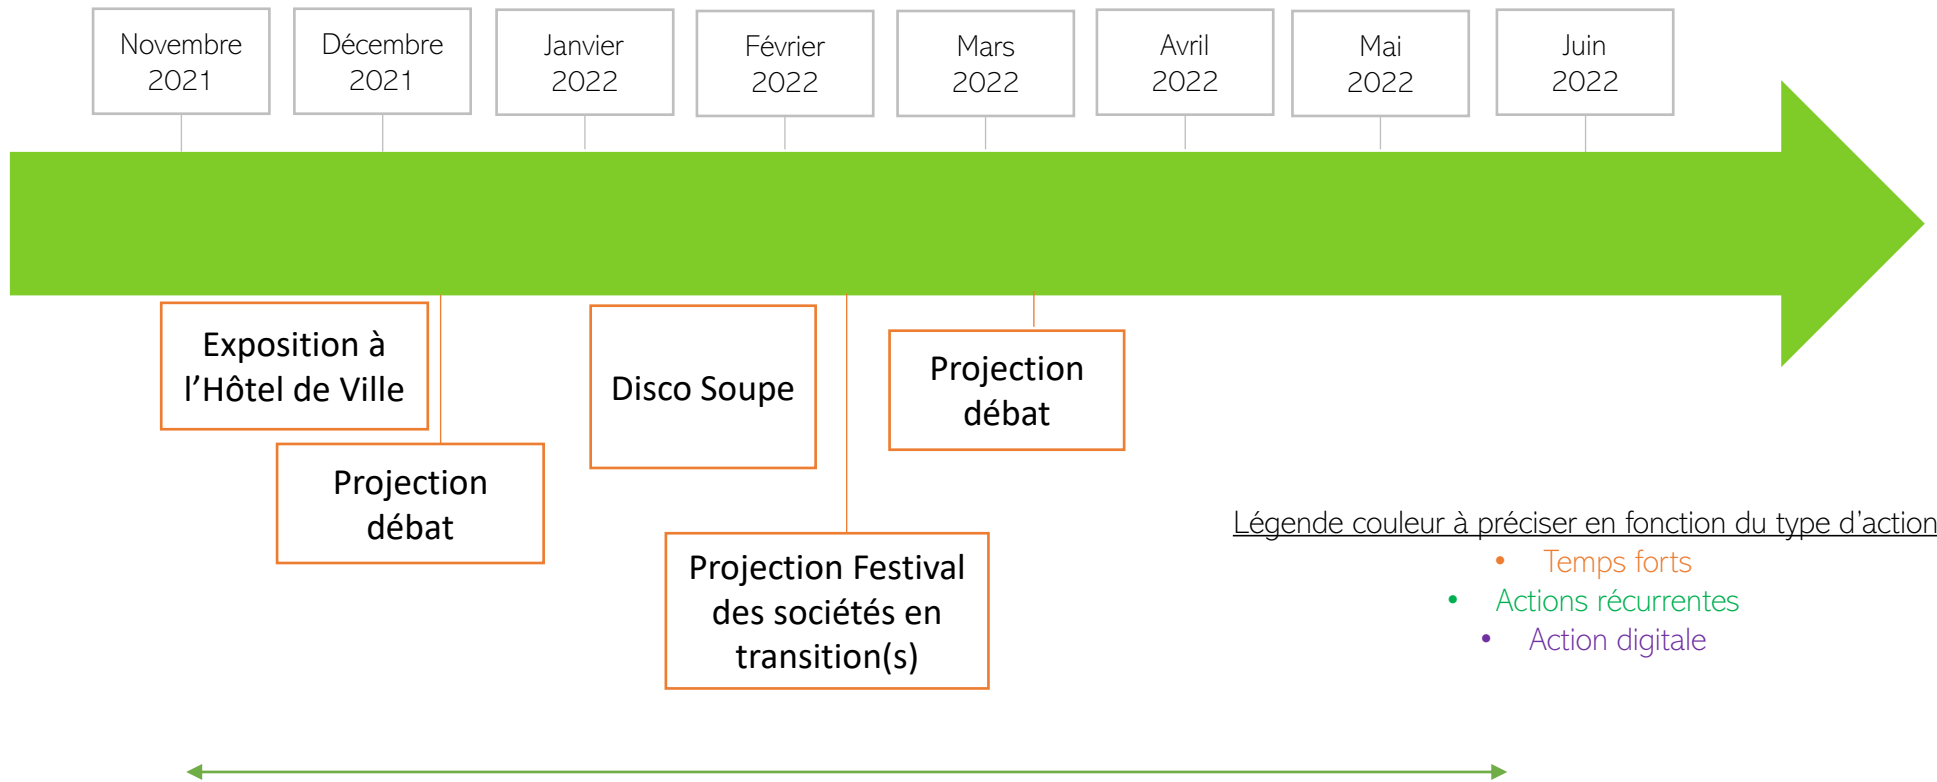 Novembre
2021
Décembre
2021
Janvier
2022
Février
2022
Mars
2022
Avril
2022
Mai
2022
Juin
2022
Exposition à
l’Hôtel de Ville
Projection
débat
Disco Soupe
Projection Festival
des sociétés en
transition(s)
Projection
débat
Légende couleur à préciser en fonction du type d’action
• Temps forts
• Actions récurrentes
• Action digitale